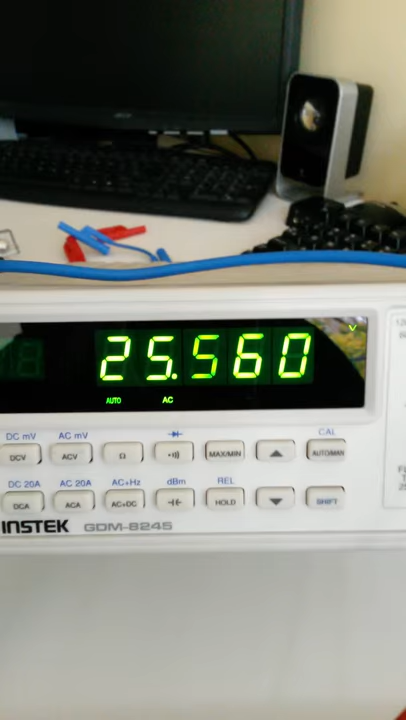 acer
25.560
V
AUTO AC
DC mV AC mV CAL
DCV ACV Ω MAX/MIN AUTO/MAN
DC 20A AC 20A AC+Hz dBm REL
DCA ACA AC+DC HOLD SHIFT
INSTEK GDM-8245